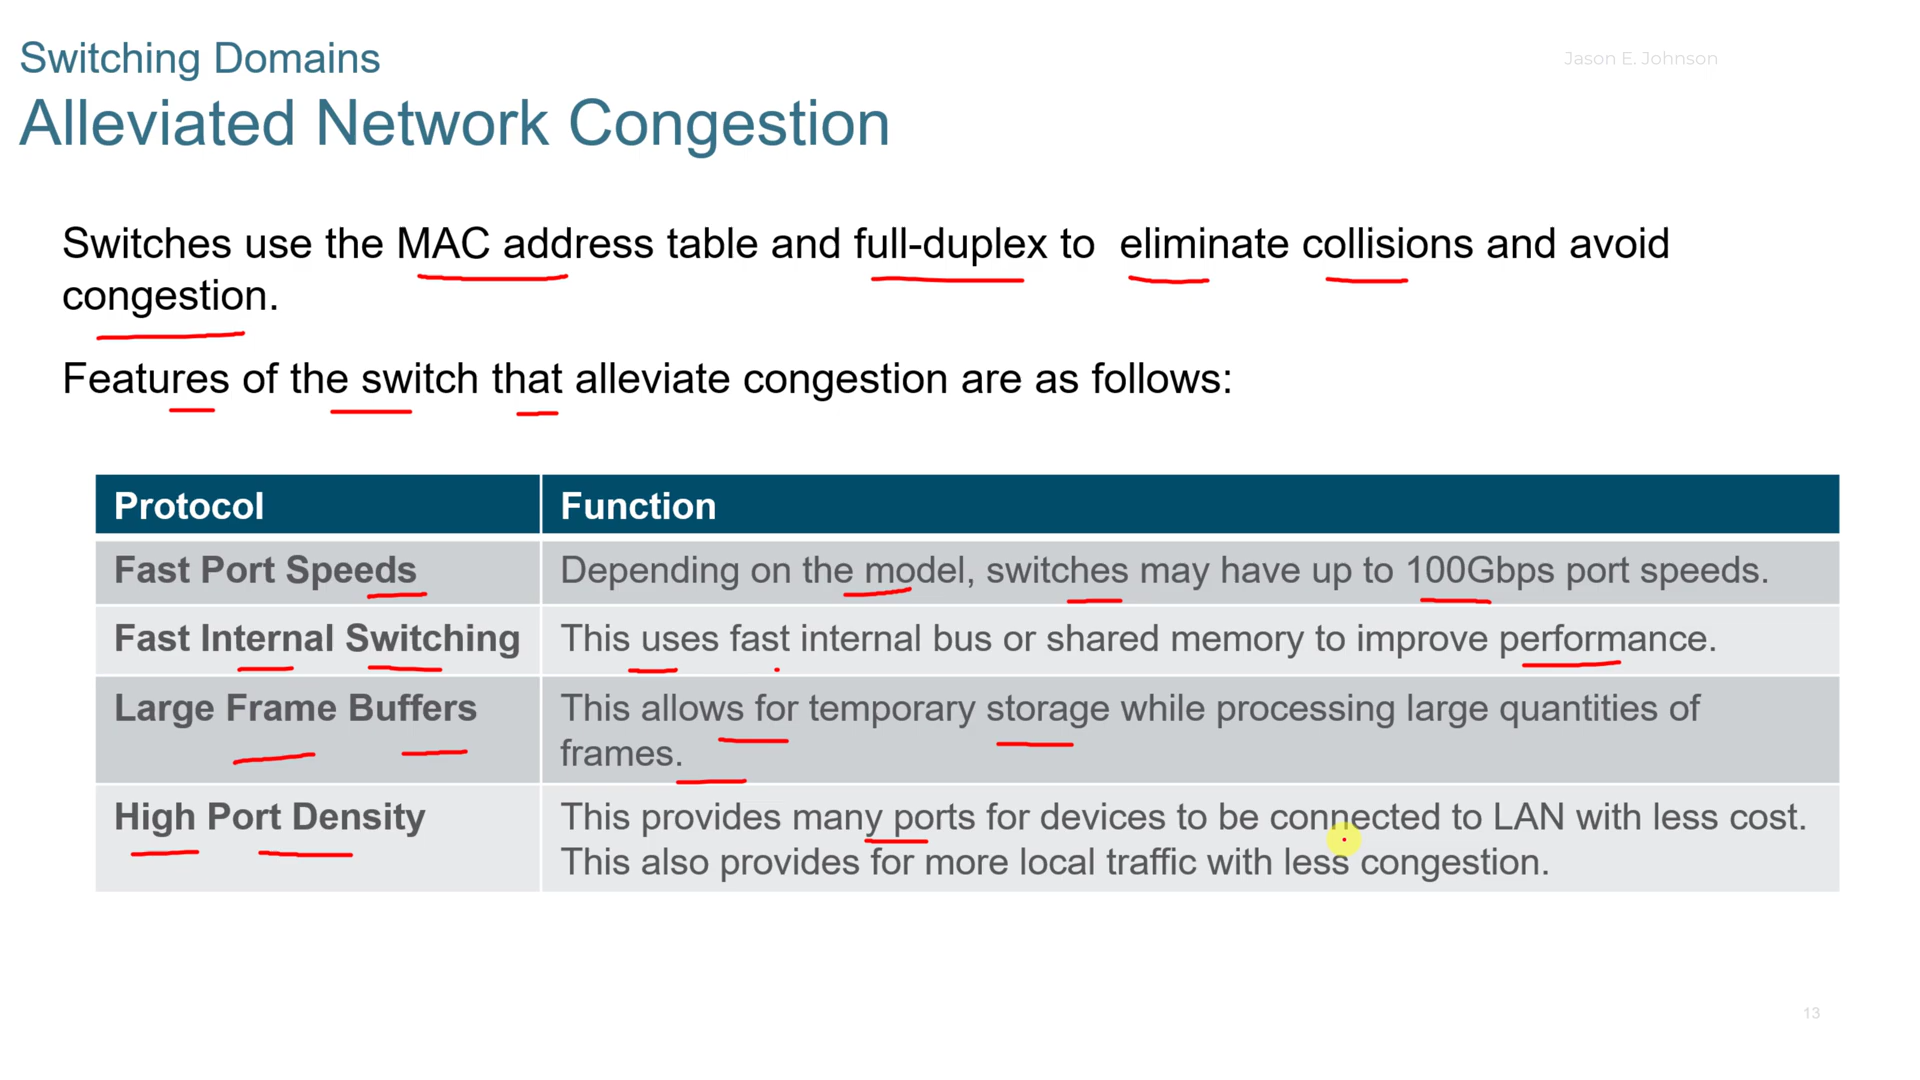 Switching Domains
Jason E. Johnson
Alleviated Network Congestion
Switches use the MAC address table and full-duplex to eliminate collisions and avoid
congestion.
Features of the switch that alleviate congestion are as follows:
Protocol
Function
Fast Port Speeds
Depending on the model, switches may have up to 100Gbps port speeds.
Fast Internal Switching
This uses fast internal bus or shared memory to improve performance.
Large Frame Buffers
This allows for temporary storage while processing large quantities of
frames.
High Port Density
This provides many ports for devices to be connected to LAN with less cost.
This also provides for more local traffic with less congestion.
13